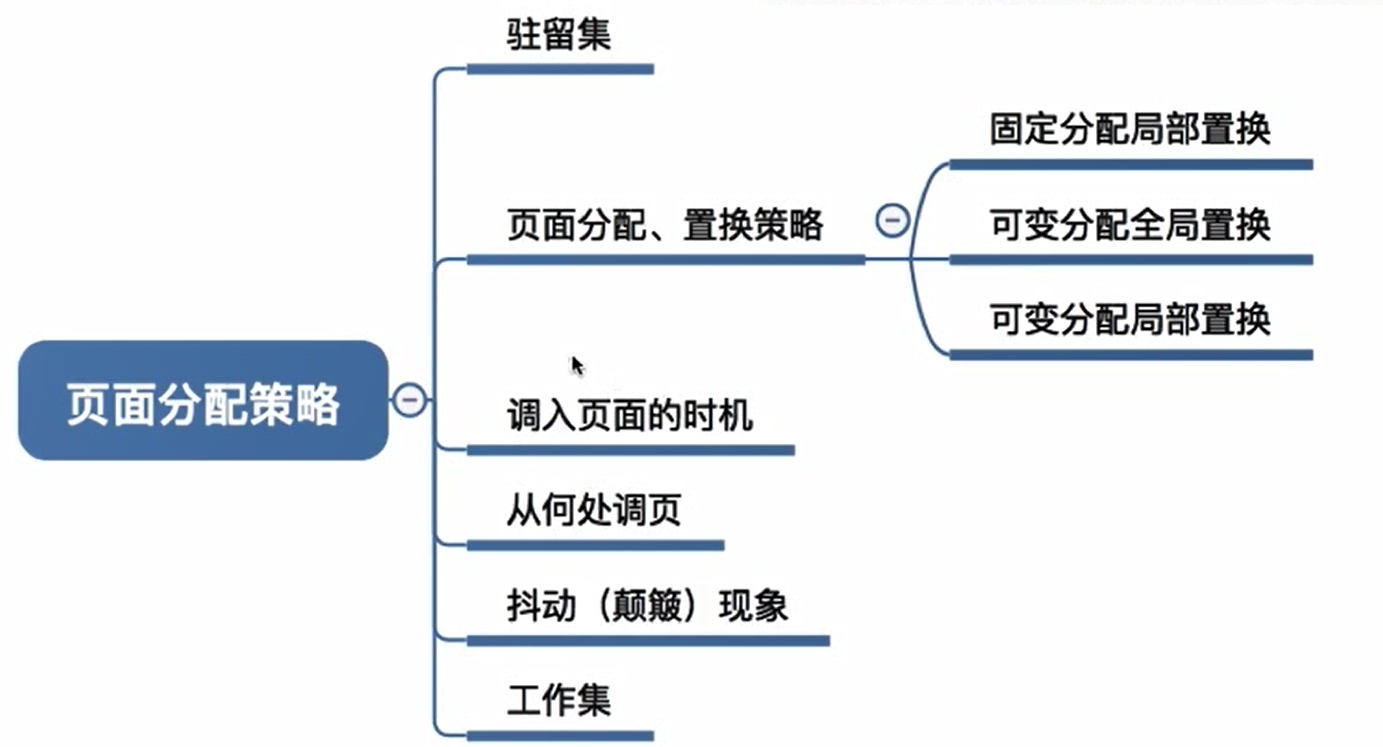 页面分配策略
驻留集
页面分配、置换策略
固定分配局部置换
可变分配全局置换
可变分配局部置换
调入页面的时机
从何处调页
抖动（颠簸）现象
工作集